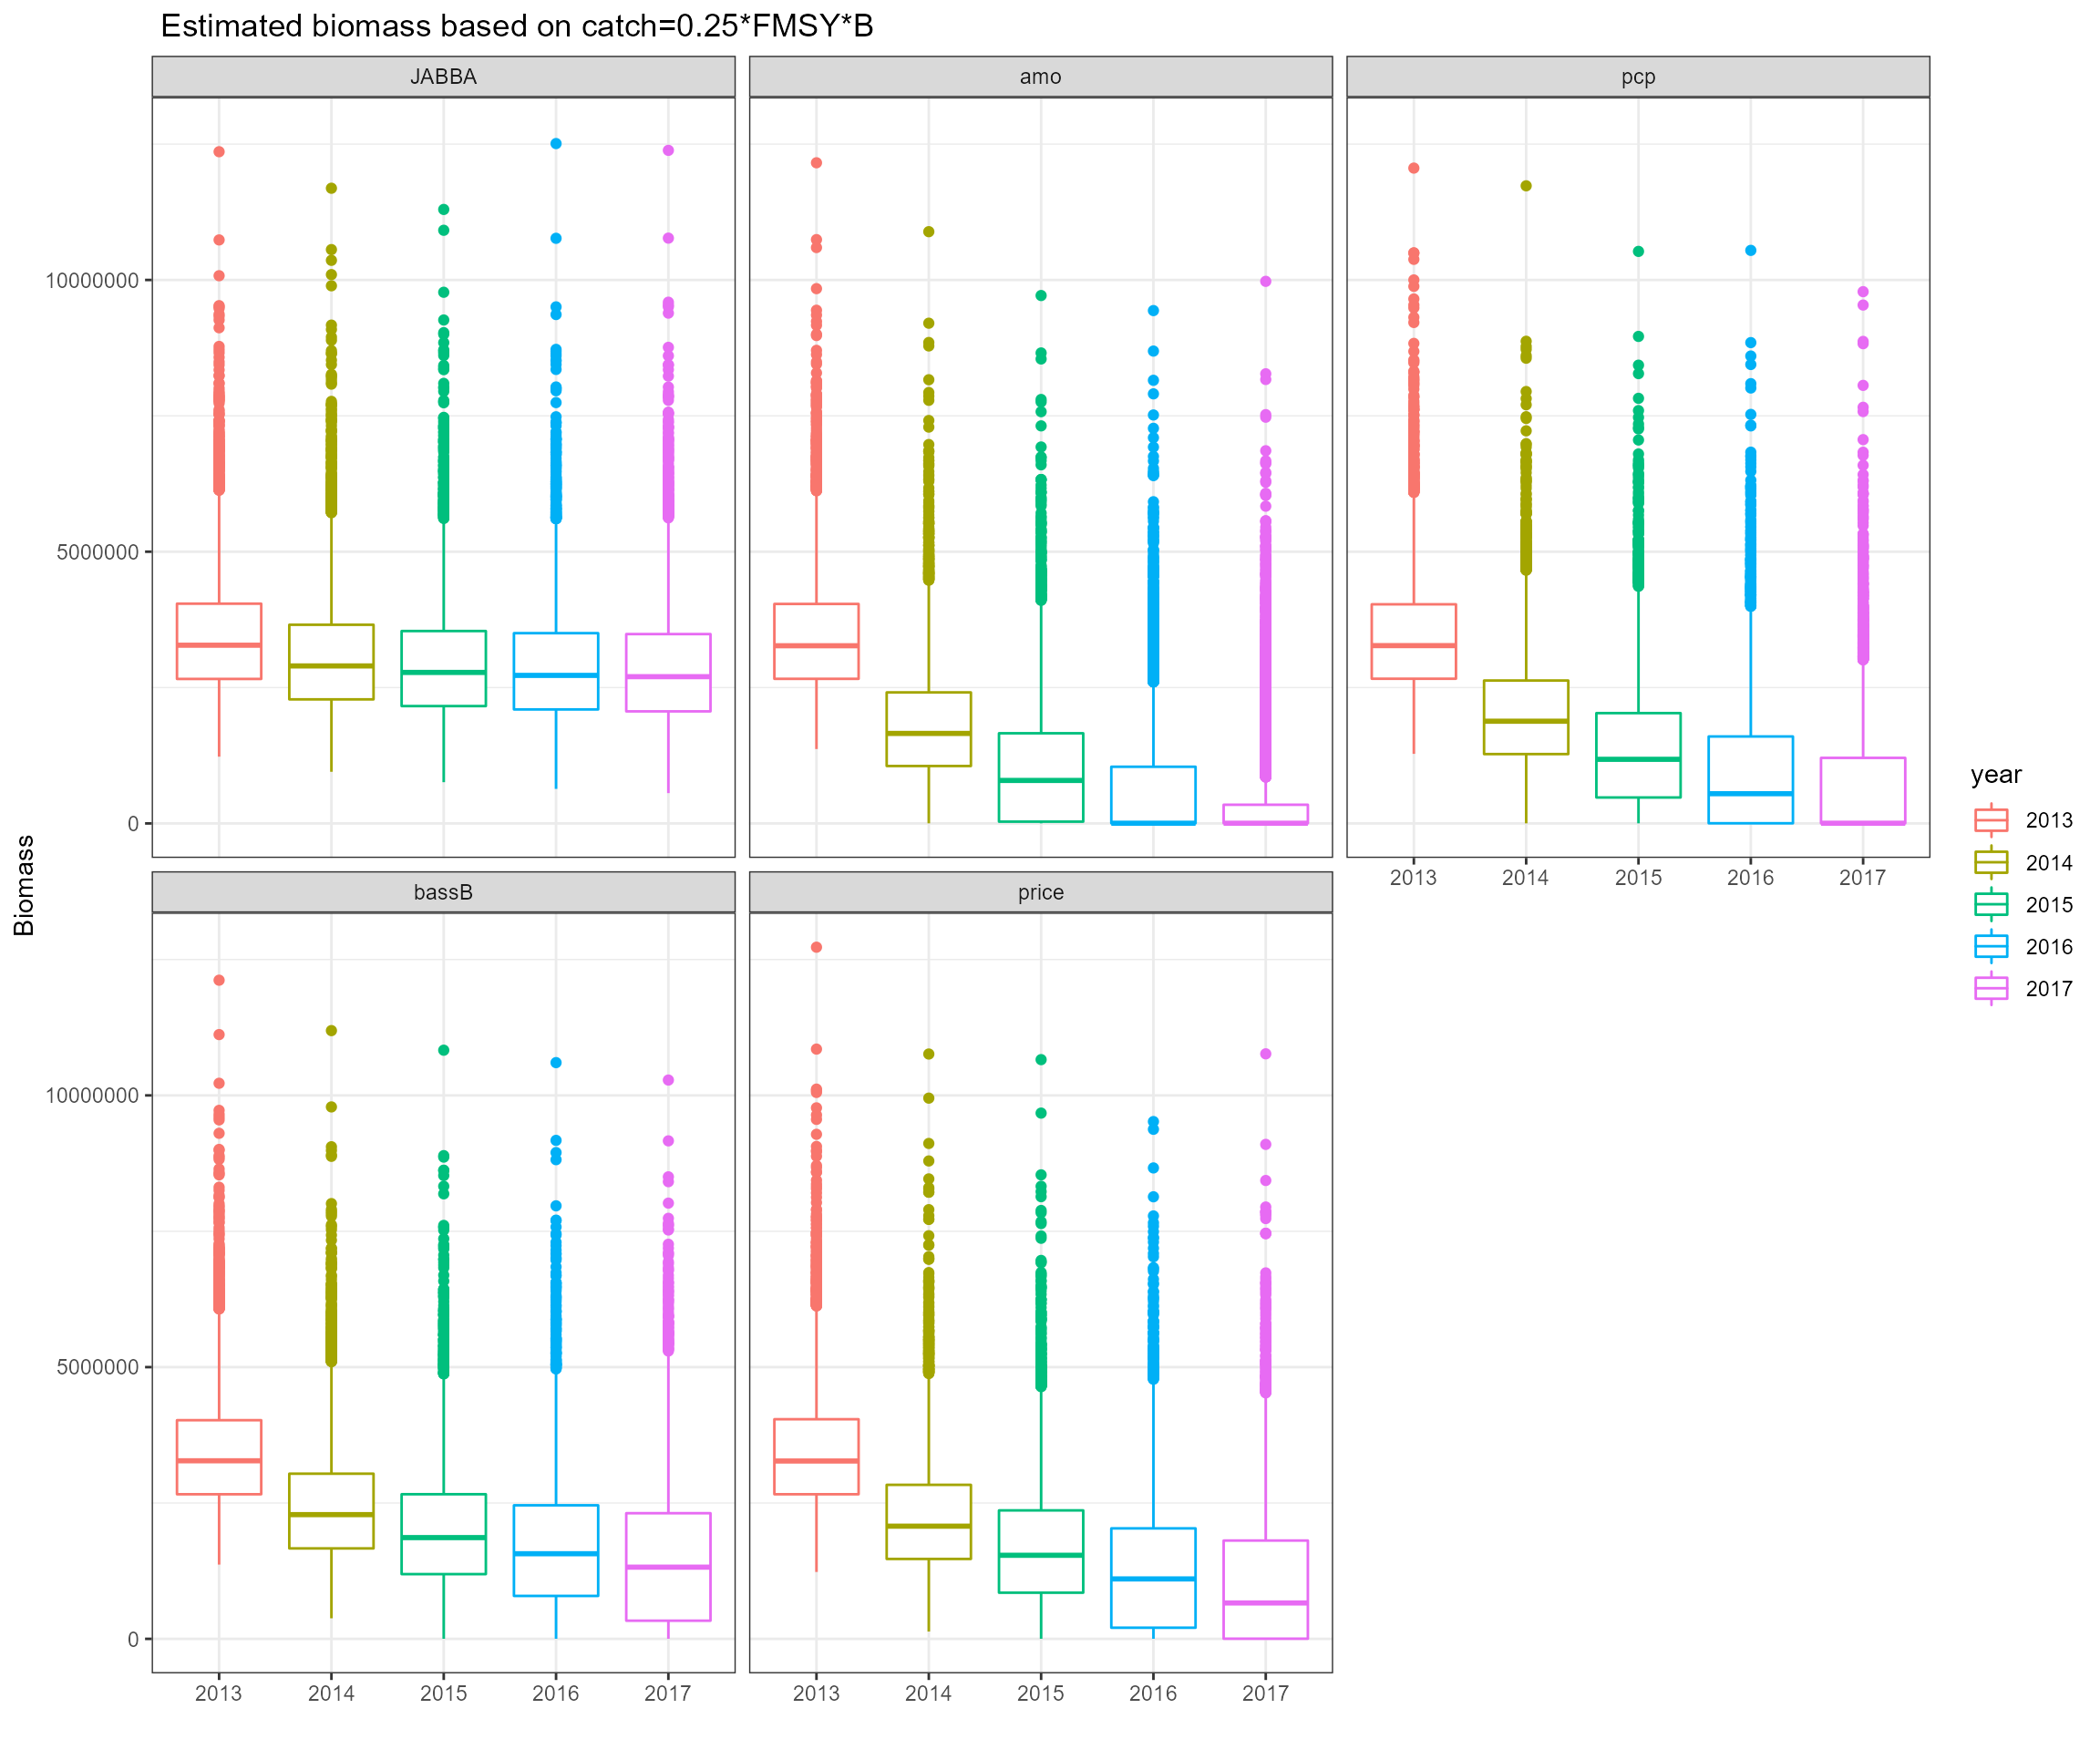 Estimated biomass based on catch=0.25*FMSY*B
JABBA
amo
pcp
10000000
5000000
0
2013 2014 2015 2016 2017
bassB
price
10000000
5000000
0
2013 2014 2015 2016 2017
2013 2014 2015 2016 2017
Biomass
year
2013
2014
2015
2016
2017